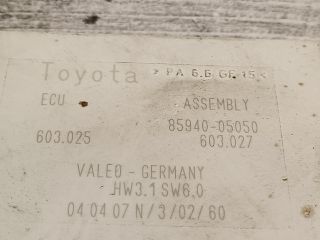 Toyota >PA 6.6 GF 15<
ECU ASSEMBLY
603.025 85940-05050
603.027
VALEO - GERMANY
HW3.1 SW6.0
04 04 07 N/3/02/60